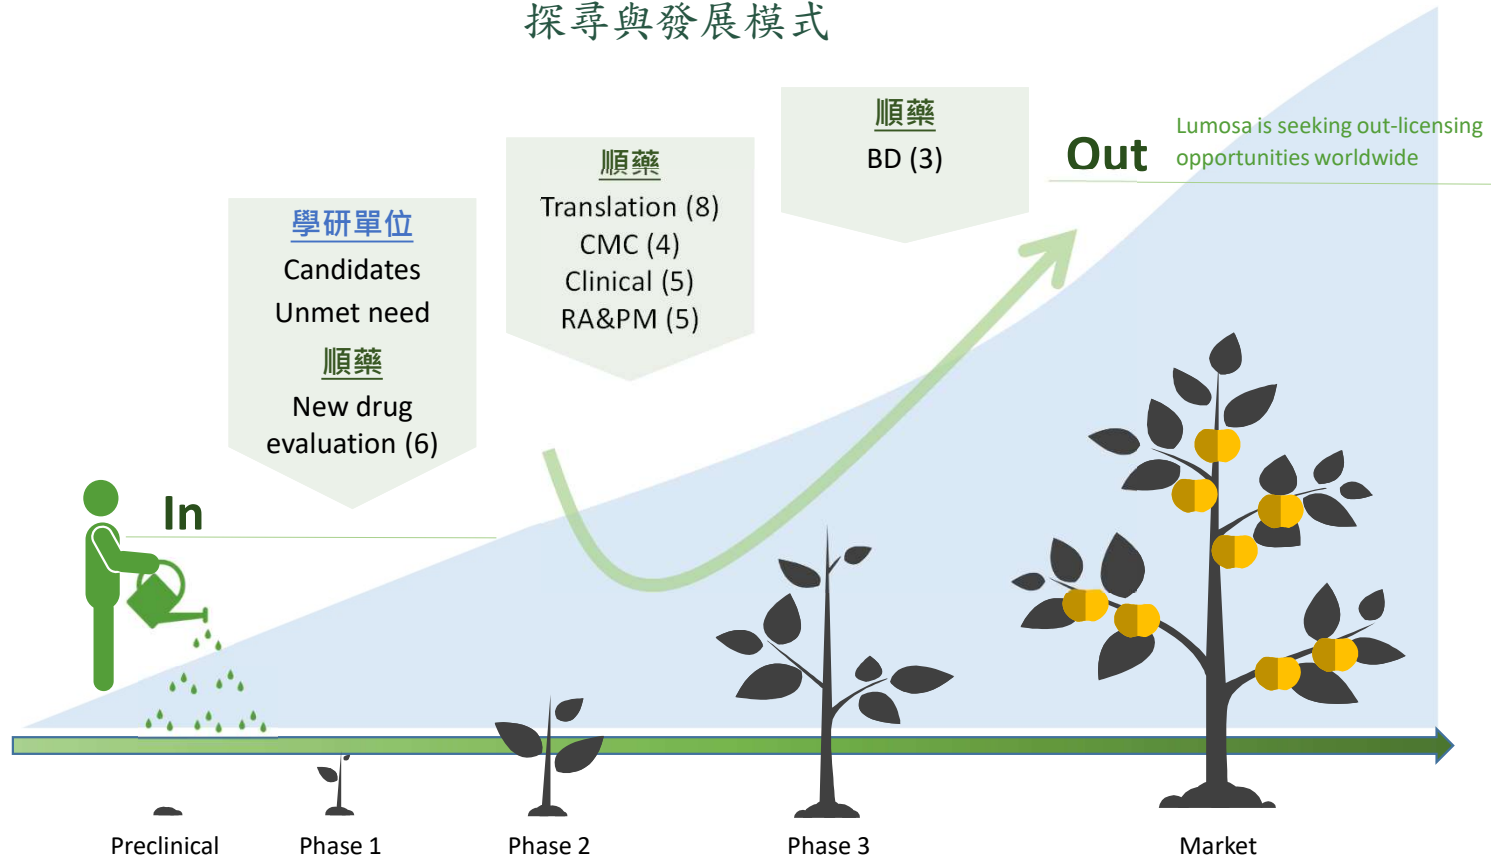 探尋與發展模式
學研單位
Candidates
Unmet need
順藥
New drug
evaluation (6)
順藥
Translation (8)
CMC (4)
Clinical (5)
RA&PM (5)
順藥
BD (3)
Out
Lumosa is seeking out-licensing
opportunities worldwide
In
Preclinical
Phase 1
Phase 2
Phase 3
Market